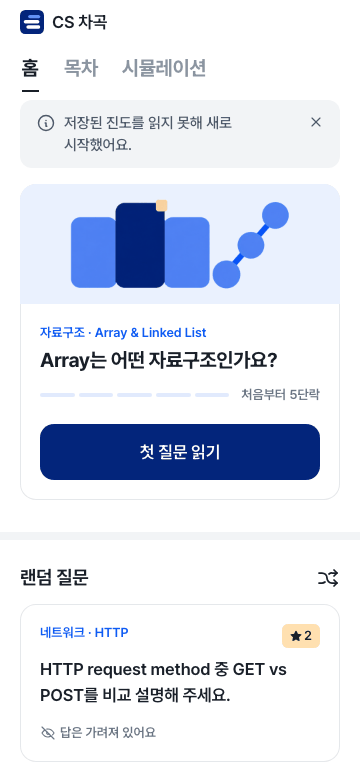 CS 차곡
홈 목차 시뮬레이션
저장된 진도를 읽지 못해 새로
시작했어요.
자료구조 · Array & Linked List
Array는 어떤 자료구조인가요?
처음부터 5단락
첫 질문 읽기
랜덤 질문
네트워크 · HTTP
2
HTTP request method 중 GET vs
POST를 비교 설명해 주세요.
답은 가려져 있어요